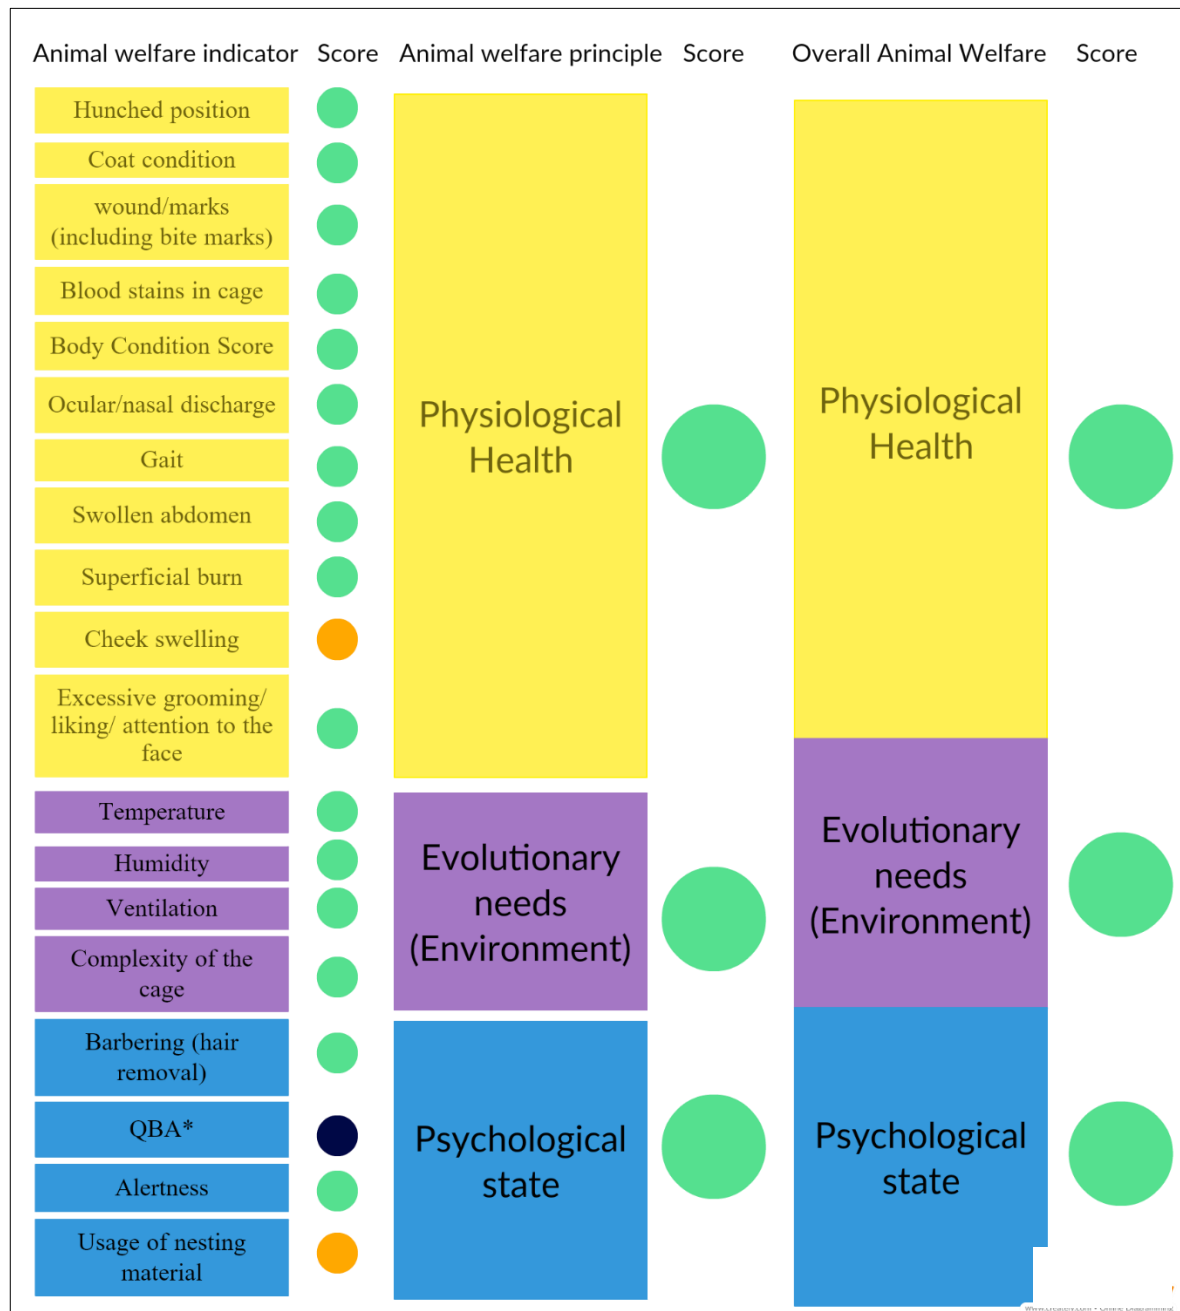 Animal welfare indicator Score Animal welfare principle Score Overall Animal Welfare Score
Hunched position
Coat condition
wound/marks
(including bite marks)
Blood stains in cage
Body Condition Score
Ocular/nasal discharge
Gait
Swollen abdomen
Superficial burn
Cheek swelling
Excessive grooming/
liking/ attention to the
face
Temperature
Humidity
Ventilation
Complexity of the
cage
Barbering (hair
removal)
QBA*
Alertness
Usage of nesting
material
Physiological
Health
Evolutionary
needs
(Environment)
Psychological
state
Physiological
Health
Evolutionary
needs
(Environment)
Psychological
state